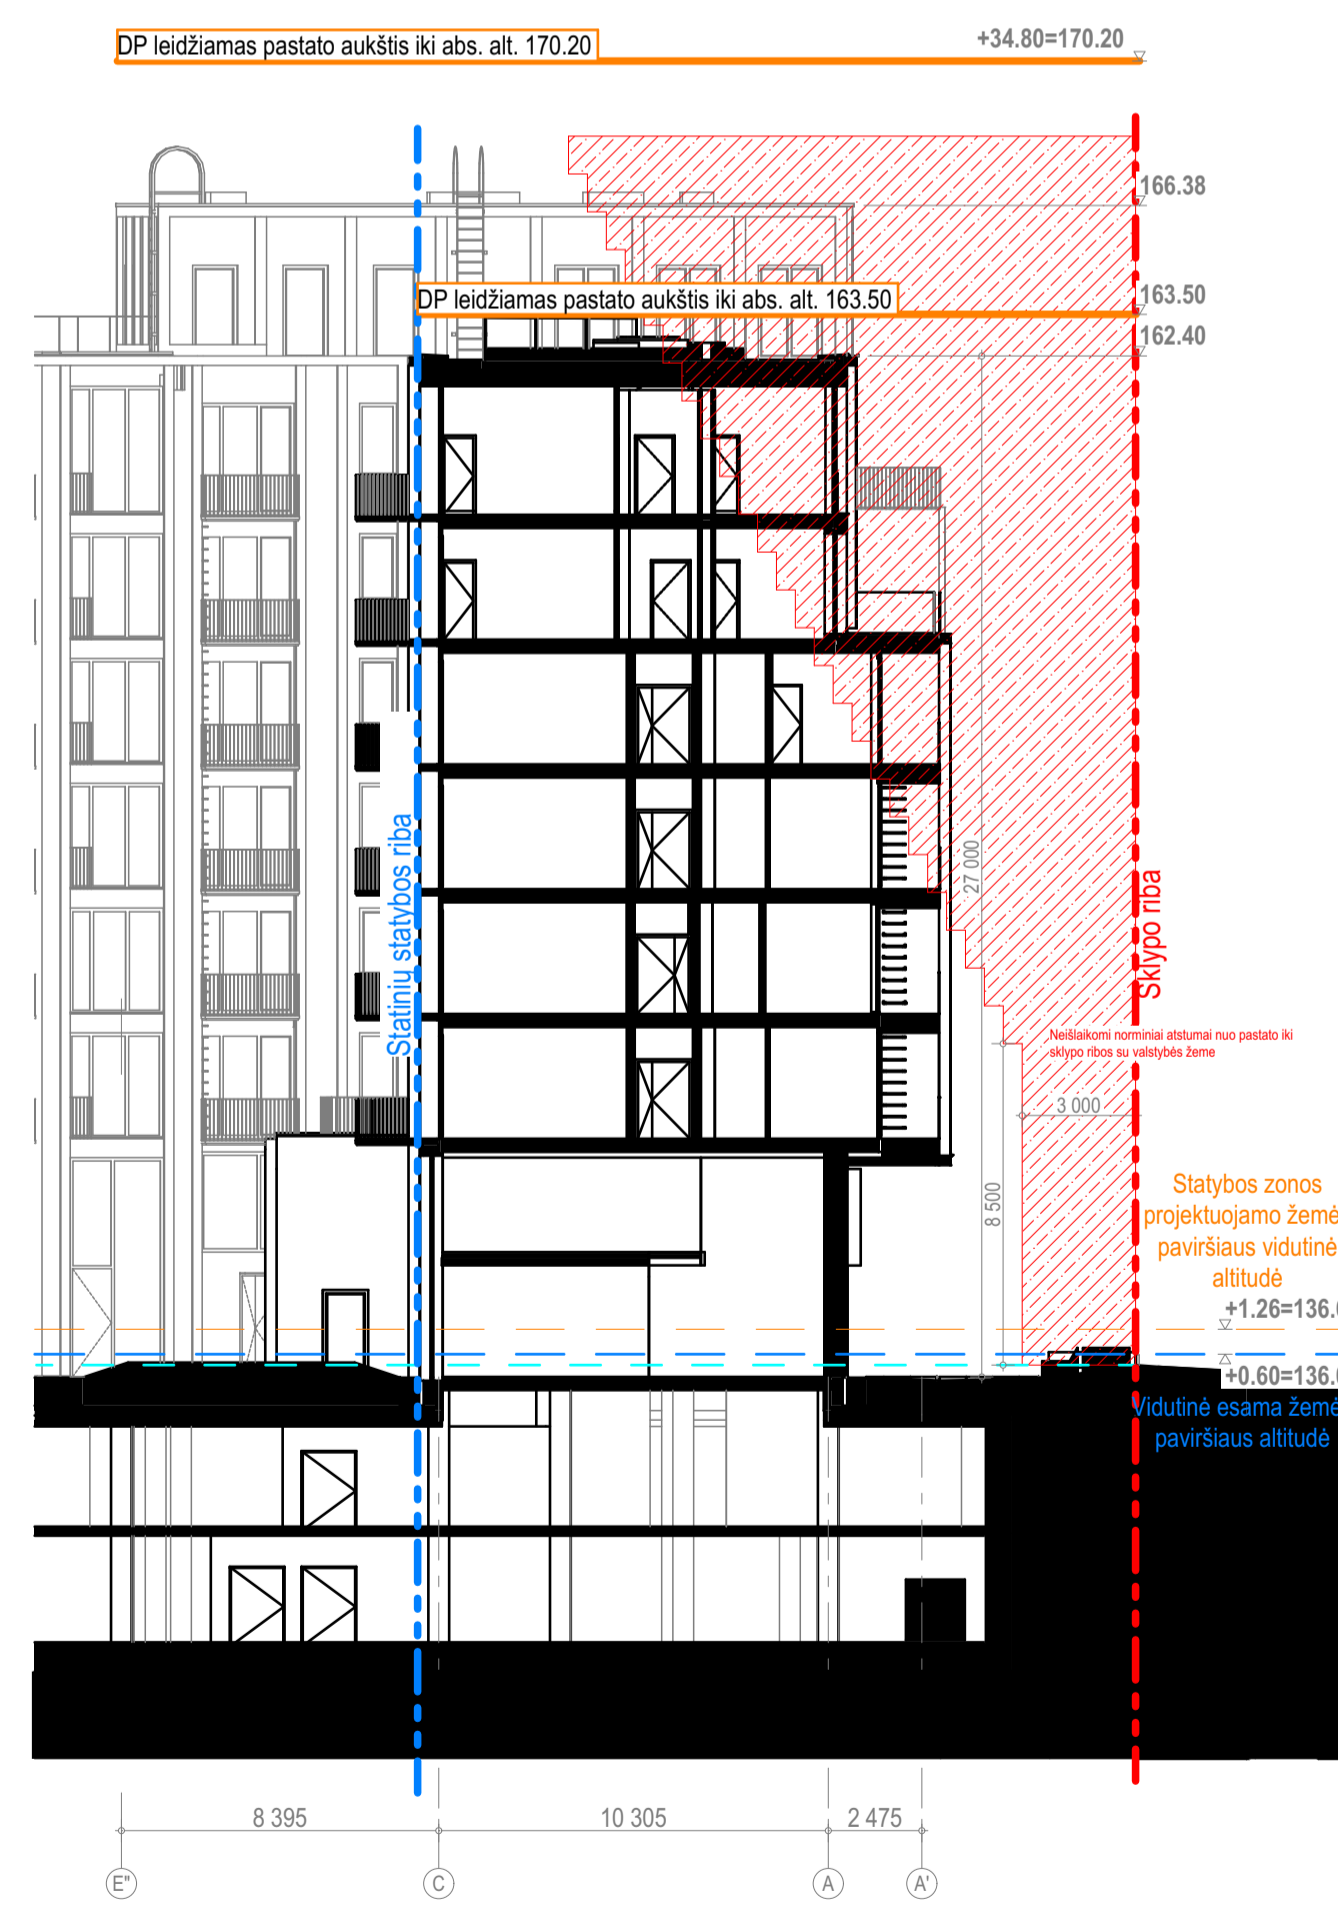 DP leidžiamas pastato aukštis iki abs. alt. 170.20
+34.80=170.20
166.38
DP leidžiamas pastato aukštis iki abs. alt. 163.50
163.50
162.40
27 000
Statinių statybos riba
Sklypo riba
Neišlaikomi norminiai atstumai nuo pastato iki
sklypo ribos su valstybės žeme
3 000
8 500
Statybos zonos
projektuojamo žemė
paviršiaus vidutinė
altitudė
+1.26=136.
+0.60=136.
Vidutinė esama žemė
paviršiaus altitudė
8 395
10 305
2 475
E"
C
A
A'